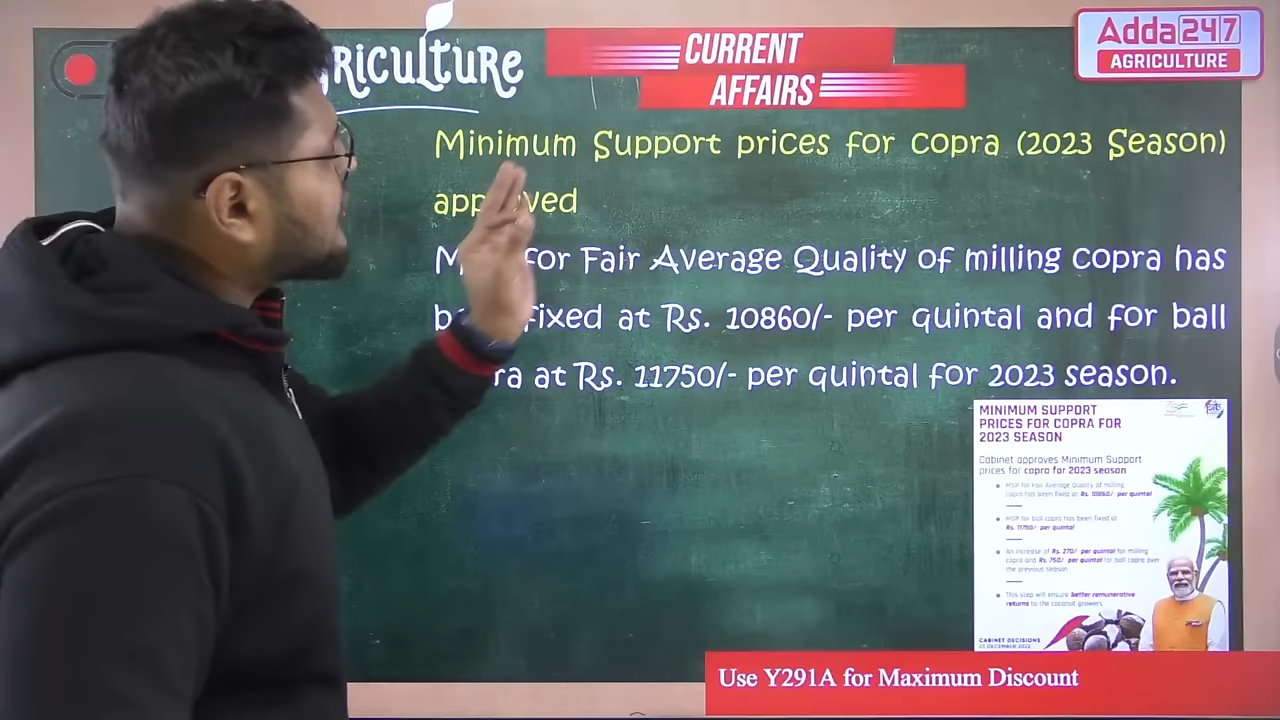 RICULTURE
CURRENT
AFFAIRS
Adda247
AGRICULTURE
Minimum Support prices for copra (2023 Season)
for Fair Average Quality of milling copra has
fixed at Rs. 10860/- per quintal and for ball
at Rs. 11750/- per quintal for 2023 season.
MINIMUM SUPPORT
PRICES FOR COPRA FOR
2023 SEASON
Cabinet approves Minimum Support
prices for copra for 2023 season
MSP for Fair Average Quality of milling
copra has been fixed at Rs. 10860/- per quintal
MSP for ball copra has been fixed at
Rs. 11750/- per quintal
An increase of Rs. 270/- per quintal for milling
copra and Rs. 750/- per quintal for ball copra over
the previous season
This step will ensure better remunerative
returns to the coconut growers
CABINET DECISIONS
27 DECEMBER 2022
Use Y291A for Maximum Discount